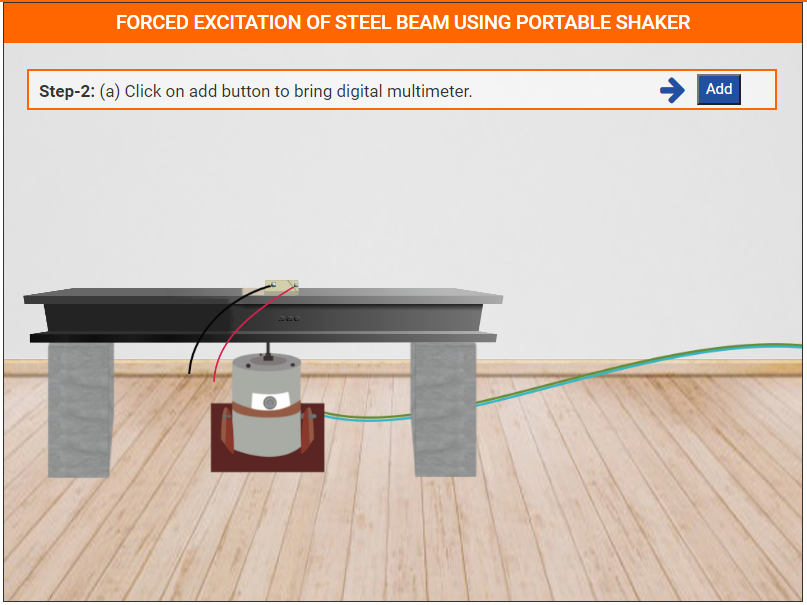 FORCED EXCITATION OF STEEL BEAM USING PORTABLE SHAKER
Step-2: (a) Click on add button to bring digital multimeter.
Add